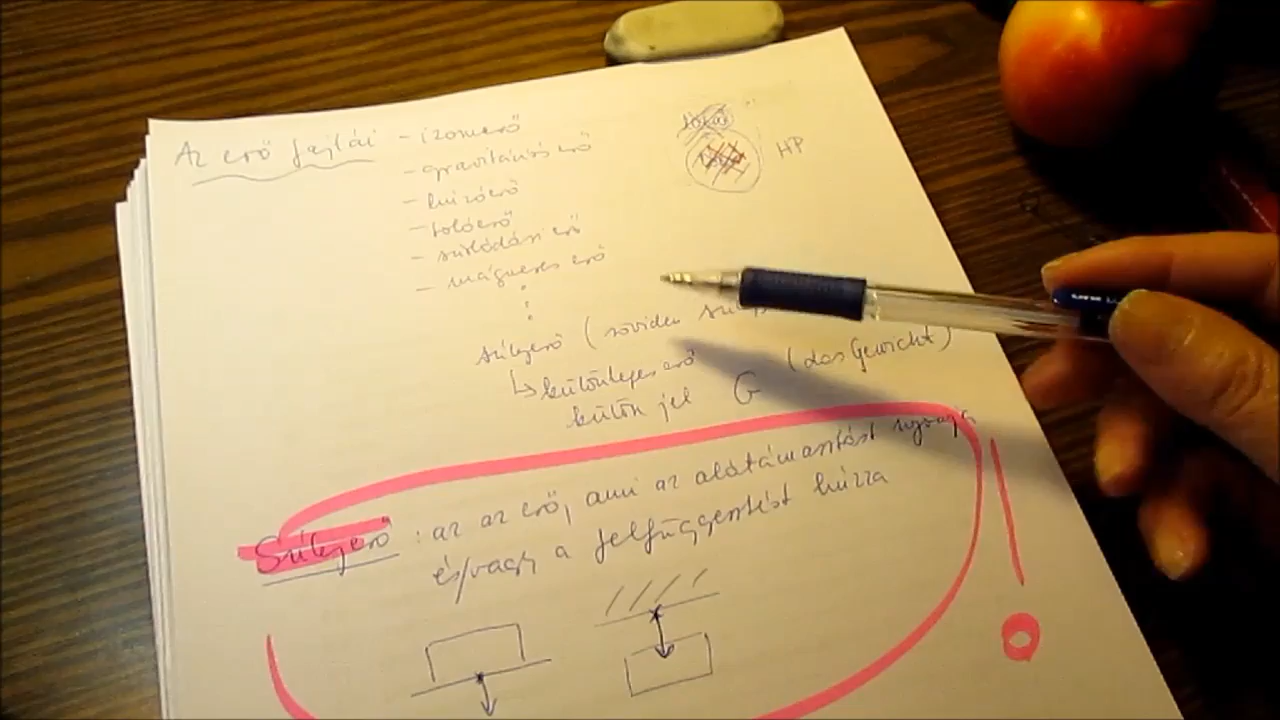 Az erő fajtái - izomerő
- gravitációs erő
- húzóerő
- tolóerő
- súrlódási erő
- mágneses erő
HP
súlyerő (röviden súly
↳ különleges erő
külön jel G (das Gewicht)
Súlyerő : az az erő, ami az alátámasztást nyomja
és/vagy a felfüggesztést húzza